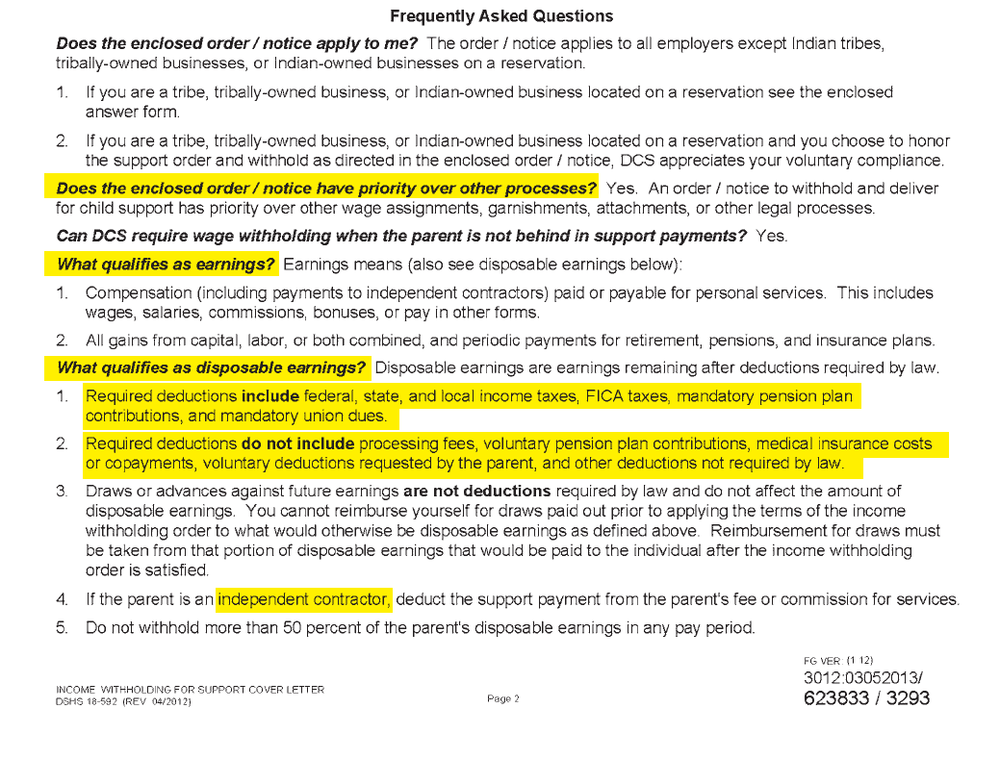 Frequently Asked Questions
Does the enclosed order / notice apply to me? The order / notice applies to all employers except Indian tribes,
tribally-owned businesses, or Indian-owned businesses on a reservation.
1. If you are a tribe, tribally-owned business, or Indian-owned business located on a reservation see the enclosed
answer form.
2. If you are a tribe, tribally-owned business, or Indian-owned business located on a reservation and you choose to honor
the support order and withhold as directed in the enclosed order / notice, DCS appreciates your voluntary compliance.
Does the enclosed order / notice have priority over other processes? Yes. An order / notice to withhold and deliver
for child support has priority over other wage assignments, garnishments, attachments, or other legal processes.
Can DCS require wage withholding when the parent is not behind in support payments? Yes.
What qualifies as earnings? Earnings means (also see disposable earnings below):
1. Compensation (including payments to independent contractors) paid or payable for personal services. This includes
wages, salaries, commissions, bonuses, or pay in other forms.
2. All gains from capital, labor, or both combined, and periodic payments for retirement, pensions, and insurance plans.
What qualifies as disposable earnings? Disposable earnings are earnings remaining after deductions required by law.
1. Required deductions include federal, state, and local income taxes, FICA taxes, mandatory pension plan
contributions, and mandatory union dues.
2. Required deductions do not include processing fees, voluntary pension plan contributions, medical insurance costs
or copayments, voluntary deductions requested by the parent, and other deductions not required by law.
3. Draws or advances against future earnings are not deductions required by law and do not affect the amount of
disposable earnings. You cannot reimburse yourself for draws paid out prior to applying the terms of the income
withholding order to what would otherwise be disposable earnings as defined above. Reimbursement for draws must
be taken from that portion of disposable earnings that would be paid to the individual after the income withholding
order is satisfied.
4. If the parent is an independent contractor, deduct the support payment from the parent's fee or commission for services.
5. Do not withhold more than 50 percent of the parent's disposable earnings in any pay period.
FG VER: (1 12)
3012:03052013/
623833 / 3293
INCOME WITHHOLDING FOR SUPPORT COVER LETTER
DSHS 18-592 (REV 04/2012)
Page 2